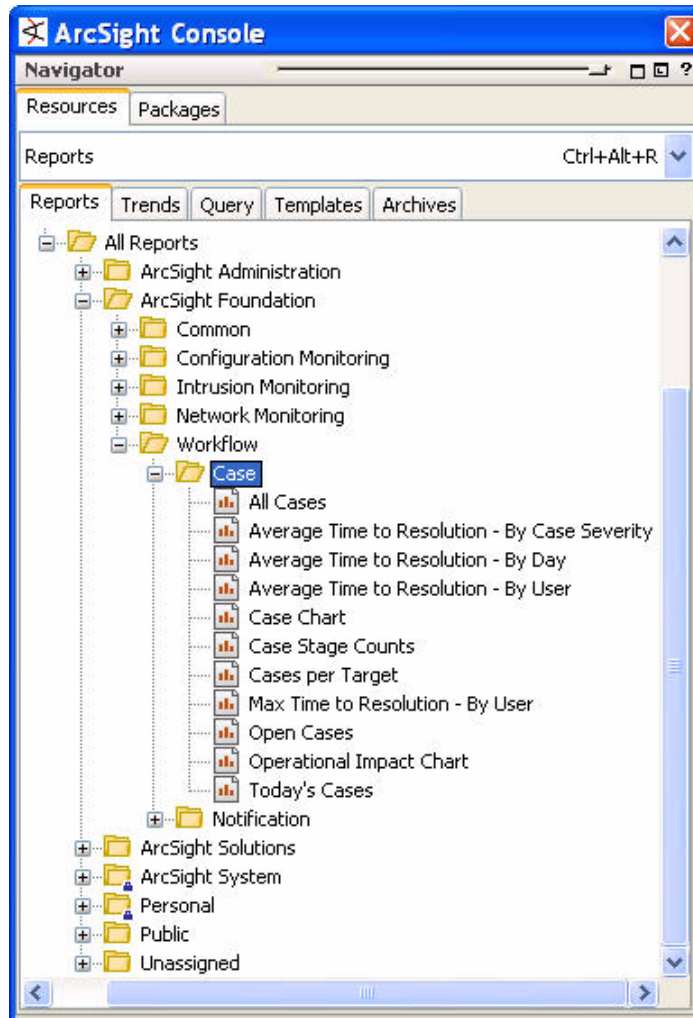 ArcSight Console
Navigator ?
Resources Packages
Reports Ctrl+Alt+R
Reports Trends Query Templates Archives
All Reports
ArcSight Administration
ArcSight Foundation
Common
Configuration Monitoring
Intrusion Monitoring
Network Monitoring
Workflow
Case
All Cases
Average Time to Resolution - By Case Severity
Average Time to Resolution - By Day
Average Time to Resolution - By User
Case Chart
Case Stage Counts
Cases per Target
Max Time to Resolution - By User
Open Cases
Operational Impact Chart
Today's Cases
Notification
ArcSight Solutions
ArcSight System
Personal
Public
Unassigned